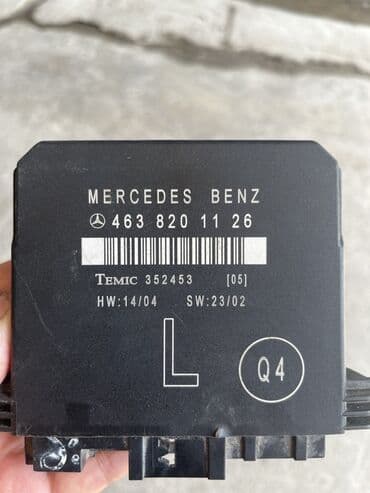 MERCEDES BENZ
463 820 11 26
TEMIC 352453 [05]
HW:14/04 SW:23/02
L
Q4